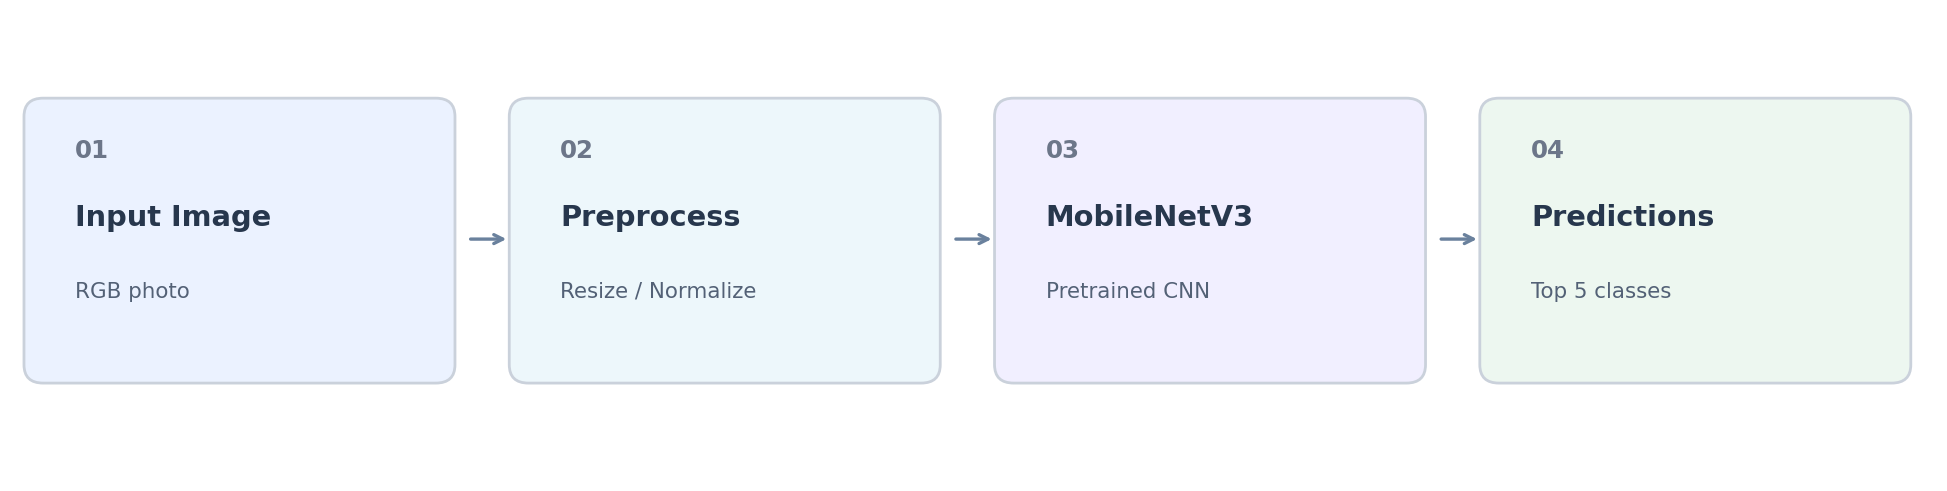 01
Input Image
RGB photo
02
Preprocess
Resize / Normalize
03
MobileNetV3
Pretrained CNN
04
Predictions
Top 5 classes